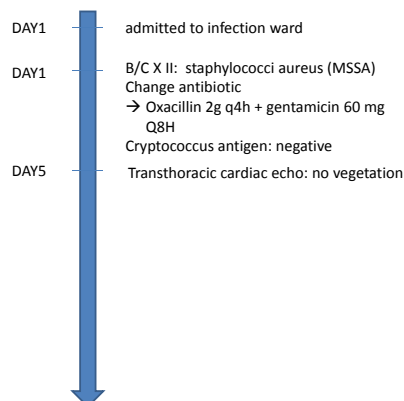 DAY1 admitted to infection ward
DAY1 B/C X II: staphylococci aureus (MSSA)
Change antibiotic
→ Oxacillin 2g q4h + gentamicin 60 mg
Q8H
Cryptococcus antigen: negative
DAY5 Transthoracic cardiac echo: no vegetation